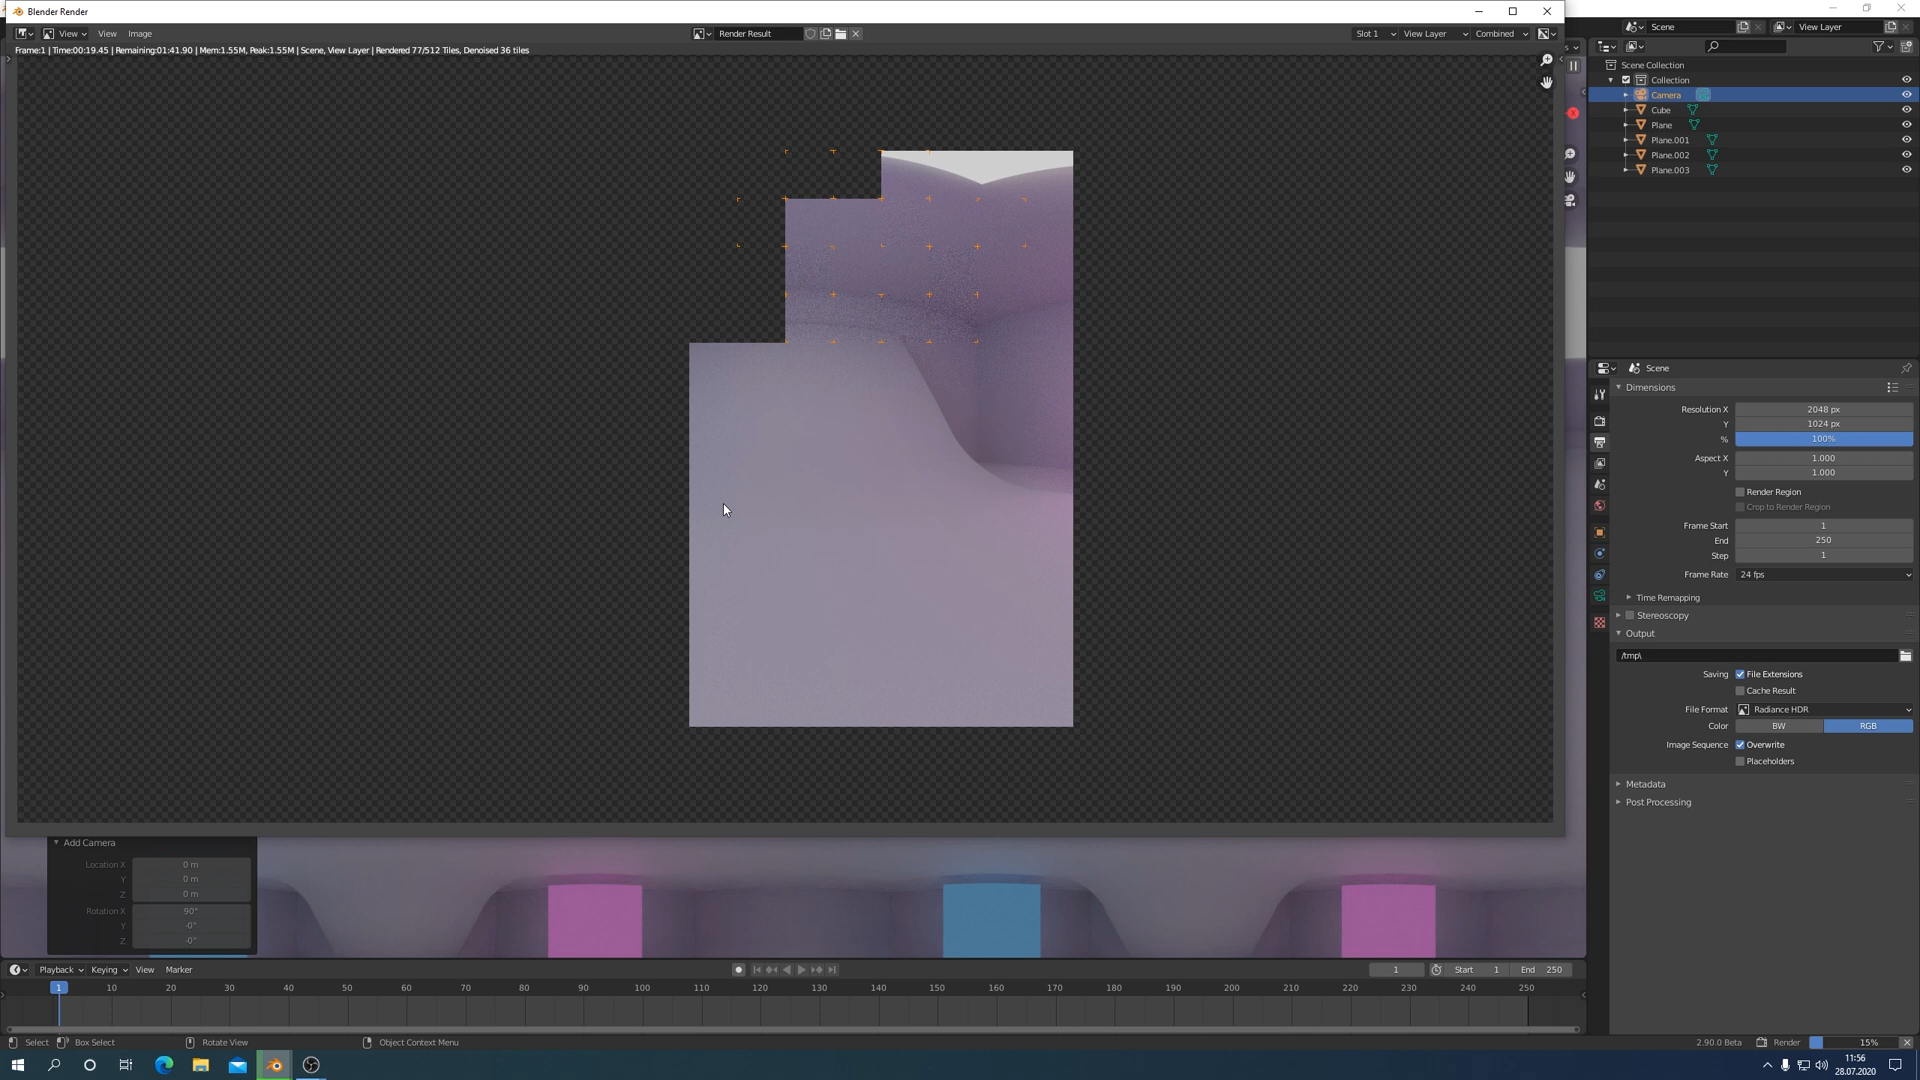 Blender Render
View View Image Render Result Slot 1 View Layer Combined
Frame:1 | Time:00:19.45 | Remaining:01:41.90 | Mem:1.55M, Peak:1.55M | Scene, View Layer | Rendered 77/512 Tiles, Denoised 36 tiles
Scene View Layer
Scene Collection
Collection
Camera
Cube
Plane
Plane.001
Plane.002
Plane.003
Scene
Dimensions
Resolution X 2048 px
Y 1024 px
% 100%
Aspect X 1.000
Y 1.000
Render Region
Crop to Render Region
Frame Start 1
End 250
Step 1
Frame Rate 24 fps
Time Remapping
Stereoscopy
Output
/tmp\
Saving File Extensions
Cache Result
File Format Radiance HDR
Color BW RGB
Image Sequence Overwrite
Placeholders
Metadata
Post Processing
Add Camera
Location X 0 m
Y 0 m
Z 0 m
Rotation X 90°
Y -0°
Z -0°
Playback Keying View Marker 1 Start 1 End 250
1 10 20 30 40 50 60 70 80 90 100 110 120 130 140 150 160 170 180 190 200 210 220 230 240 250
Select Box Select Rotate View Object Context Menu 2.90.0 Beta Render 15%
11:56
28.07.2020